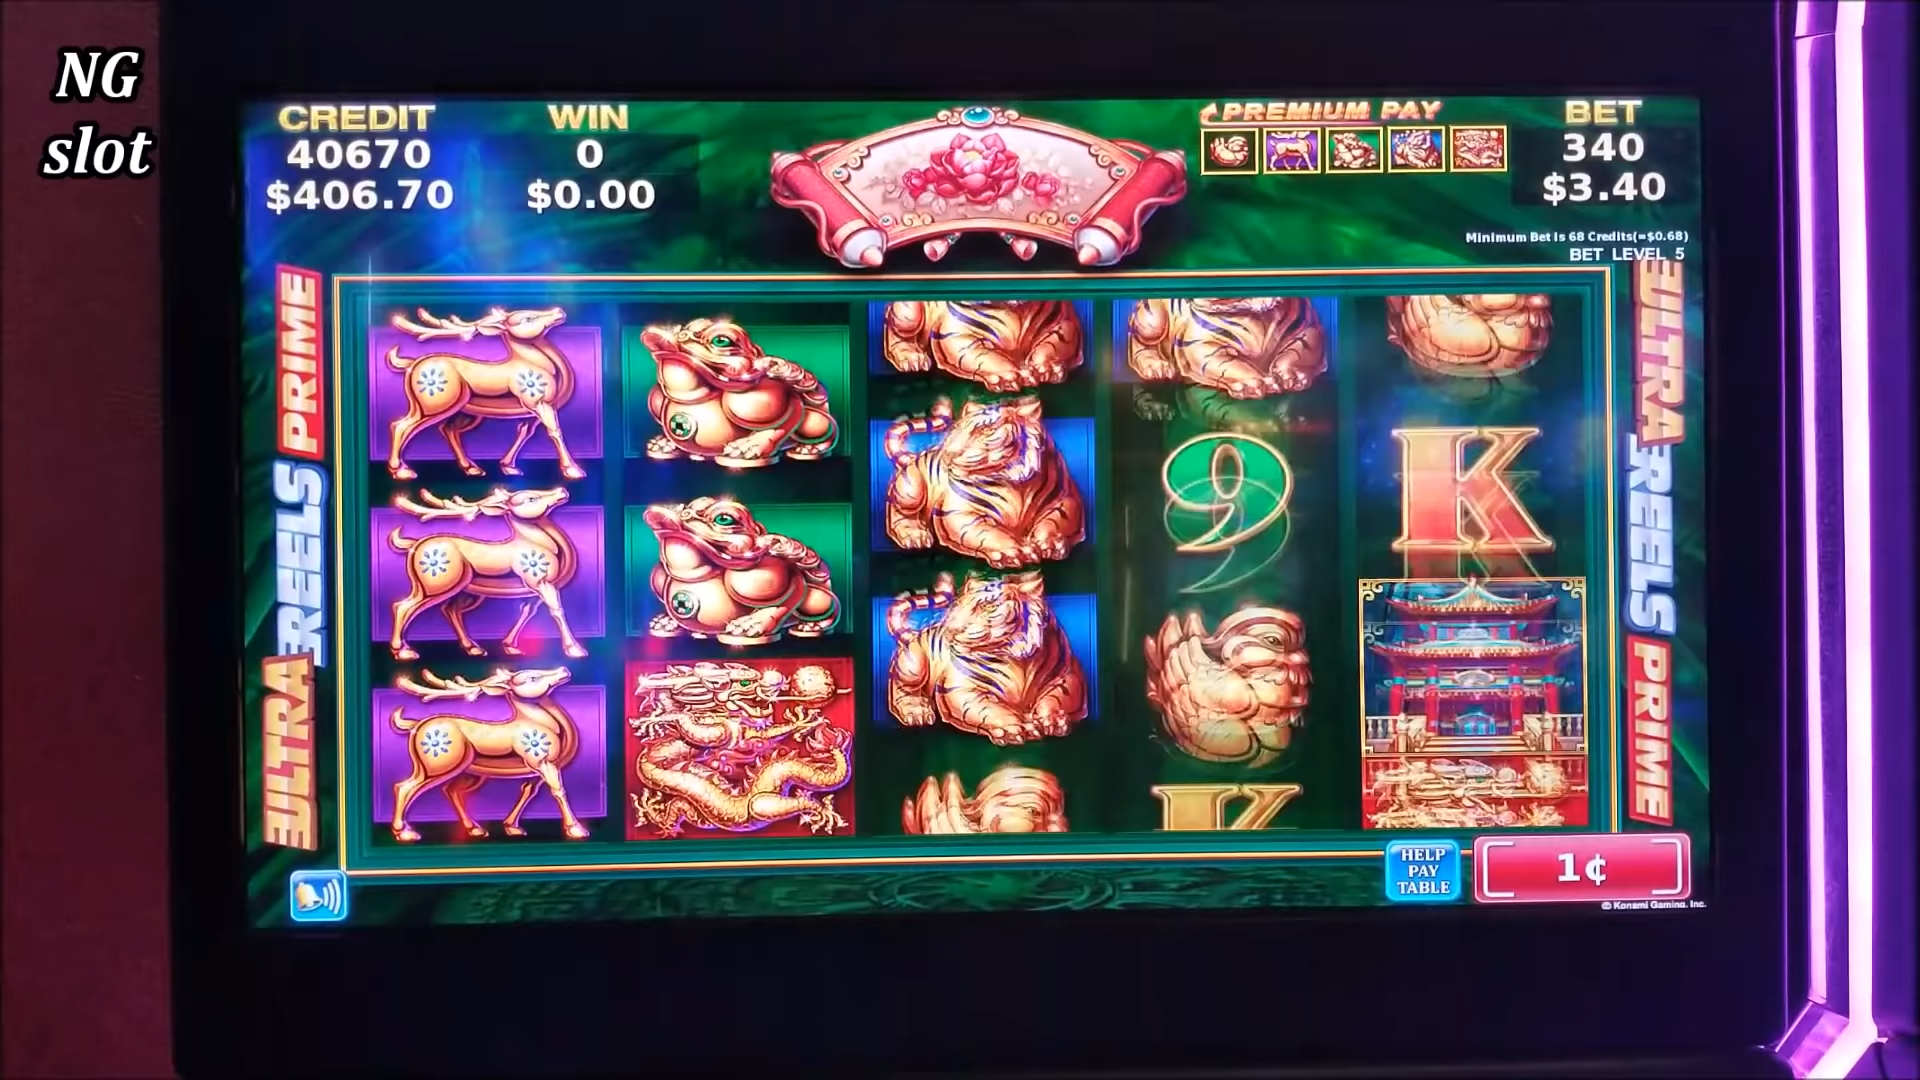 NG
slot
CREDIT
40670
$406.70
WIN
0
$0.00
PREMIUM PAY
BET
340
$3.40
Minimum Bet is 68 Credits(=$0.68)
BET LEVEL 5
ULTRA REELS PRIME
ULTRA REELS PRIME
9
K
K
HELP
PAY
TABLE
1¢
© Konami Gaming, Inc.